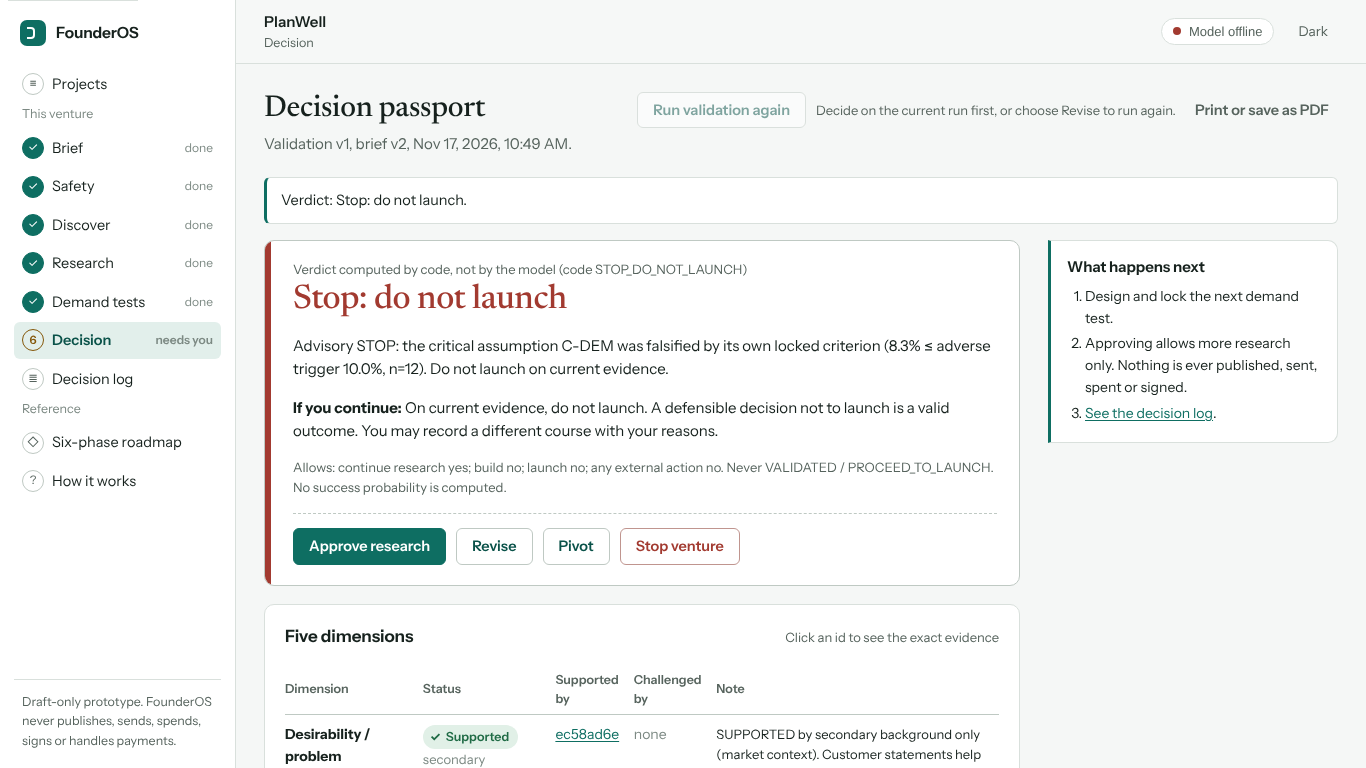 FounderOS
Projects
This venture
Brief done
Safety done
Discover done
Research done
Demand tests done
6 Decision needs you
Decision log
Reference
Six-phase roadmap
? How it works
Draft-only prototype. FounderOS
never publishes, sends, spends,
signs or handles payments.
PlanWell
Decision
Model offline
Dark
Decision passport
Run validation again
Decide on the current run first, or choose Revise to run again.
Print or save as PDF
Validation v1, brief v2, Nov 17, 2026, 10:49 AM.
Verdict: Stop: do not launch.
Verdict computed by code, not by the model (code STOP_DO_NOT_LAUNCH)
Stop: do not launch
Advisory STOP: the critical assumption C-DEM was falsified by its own locked criterion (8.3% ≤ adverse
trigger 10.0%, n=12). Do not launch on current evidence.
If you continue: On current evidence, do not launch. A defensible decision not to launch is a valid
outcome. You may record a different course with your reasons.
Allows: continue research yes; build no; launch no; any external action no. Never VALIDATED / PROCEED_TO_LAUNCH.
No success probability is computed.
Approve research
Revise
Pivot
Stop venture
What happens next
1. Design and lock the next demand
test.
2. Approving allows more research
only. Nothing is ever published, sent,
spent or signed.
3. See the decision log.
Five dimensions
Click an id to see the exact evidence
Dimension Status Supported by Challenged by Note
Desirability / problem
✓ Supported
secondary
ec58ad6e
none
SUPPORTED by secondary background only
(market context). Customer statements help